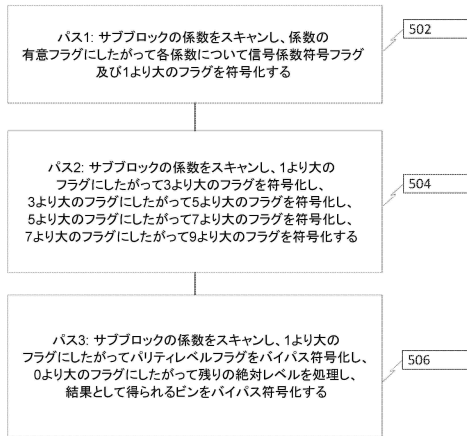 パス1: サブブロックの係数をスキャンし、係数の
有意フラグにしたがって各係数について信号係数符号フラグ
及び1より大のフラグを符号化する
502
パス2: サブブロックの係数をスキャンし、1より大の
フラグにしたがって3より大のフラグを符号化し、
3より大のフラグにしたがって5より大のフラグを符号化し、
5より大のフラグにしたがって7より大のフラグを符号化し、
7より大のフラグにしたがって9より大のフラグを符号化する
504
パス3: サブブロックの係数をスキャンし、1より大の
フラグにしたがってパリティレベルフラグをバイパス符号化し、
0より大のフラグにしたがって残りの絶対レベルを処理し、
結果として得られるビンをバイパス符号化する
506